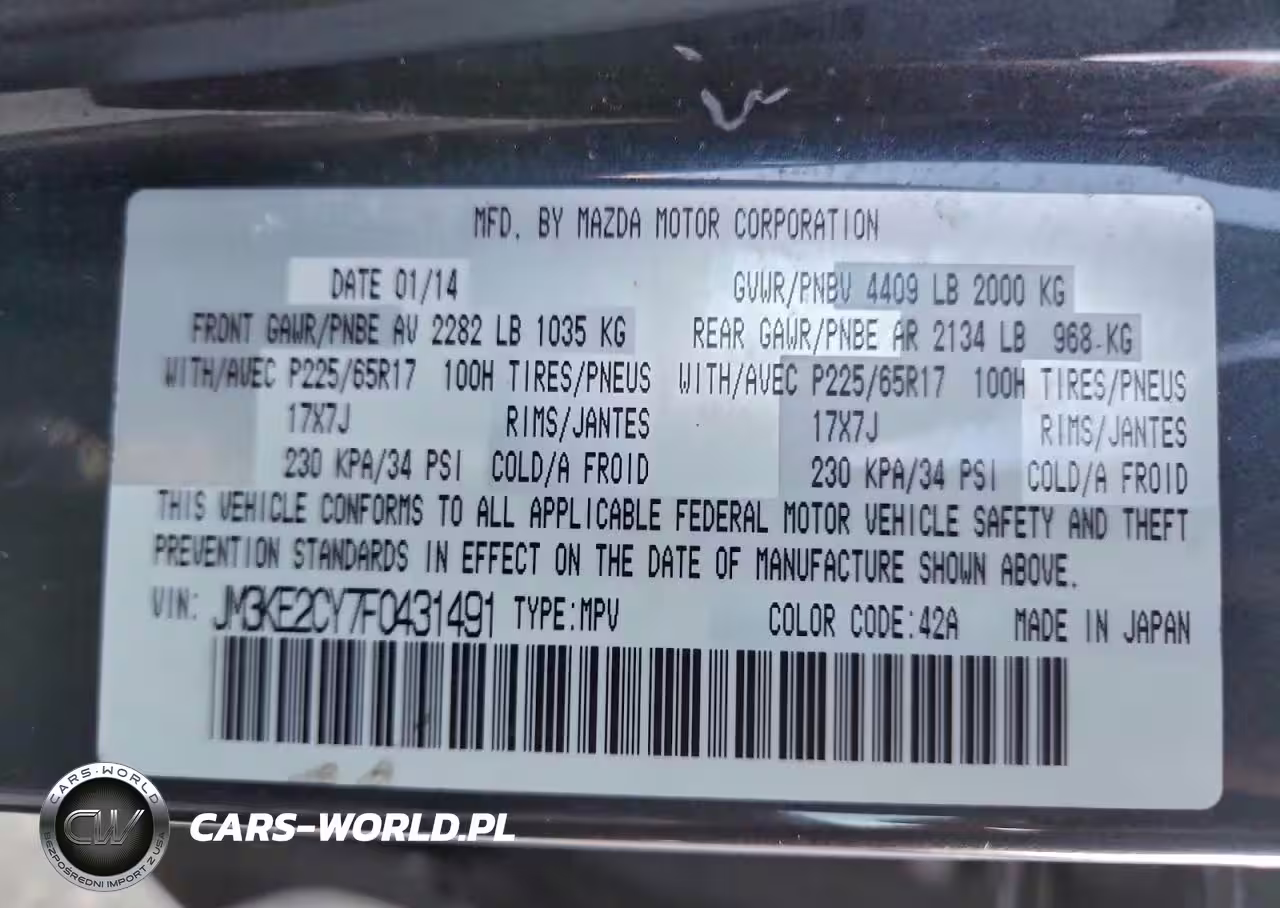 MFD. BY MAZDA MOTOR CORPORATION
DATE 01/14 GVWR/PNBV 4409 LB 2000 KG
FRONT GAWR/PNBE AV 2282 LB 1035 KG REAR GAWR/PNBE AR 2134 LB 968 KG
WITH/AVEC P225/65R17 100H TIRES/PNEUS WITH/AVEC P225/65R17 100H TIRES/PNEUS
17X7J RIMS/JANTES 17X7J RIMS/JANTES
230 KPA/34 PSI COLD/A FROID 230 KPA/34 PSI COLD/A FROID
THIS VEHICLE CONFORMS TO ALL APPLICABLE FEDERAL MOTOR VEHICLE SAFETY AND THEFT
PREVENTION STANDARDS IN EFFECT ON THE DATE OF MANUFACTURE SHOWN ABOVE.
VIN: JM3KE2CY7F0431491 TYPE:MPV COLOR CODE:42A MADE IN JAPAN
CARS-WORLD
CW
BEZPOŚREDNI IMPORT Z USA
CARS-WORLD.PL